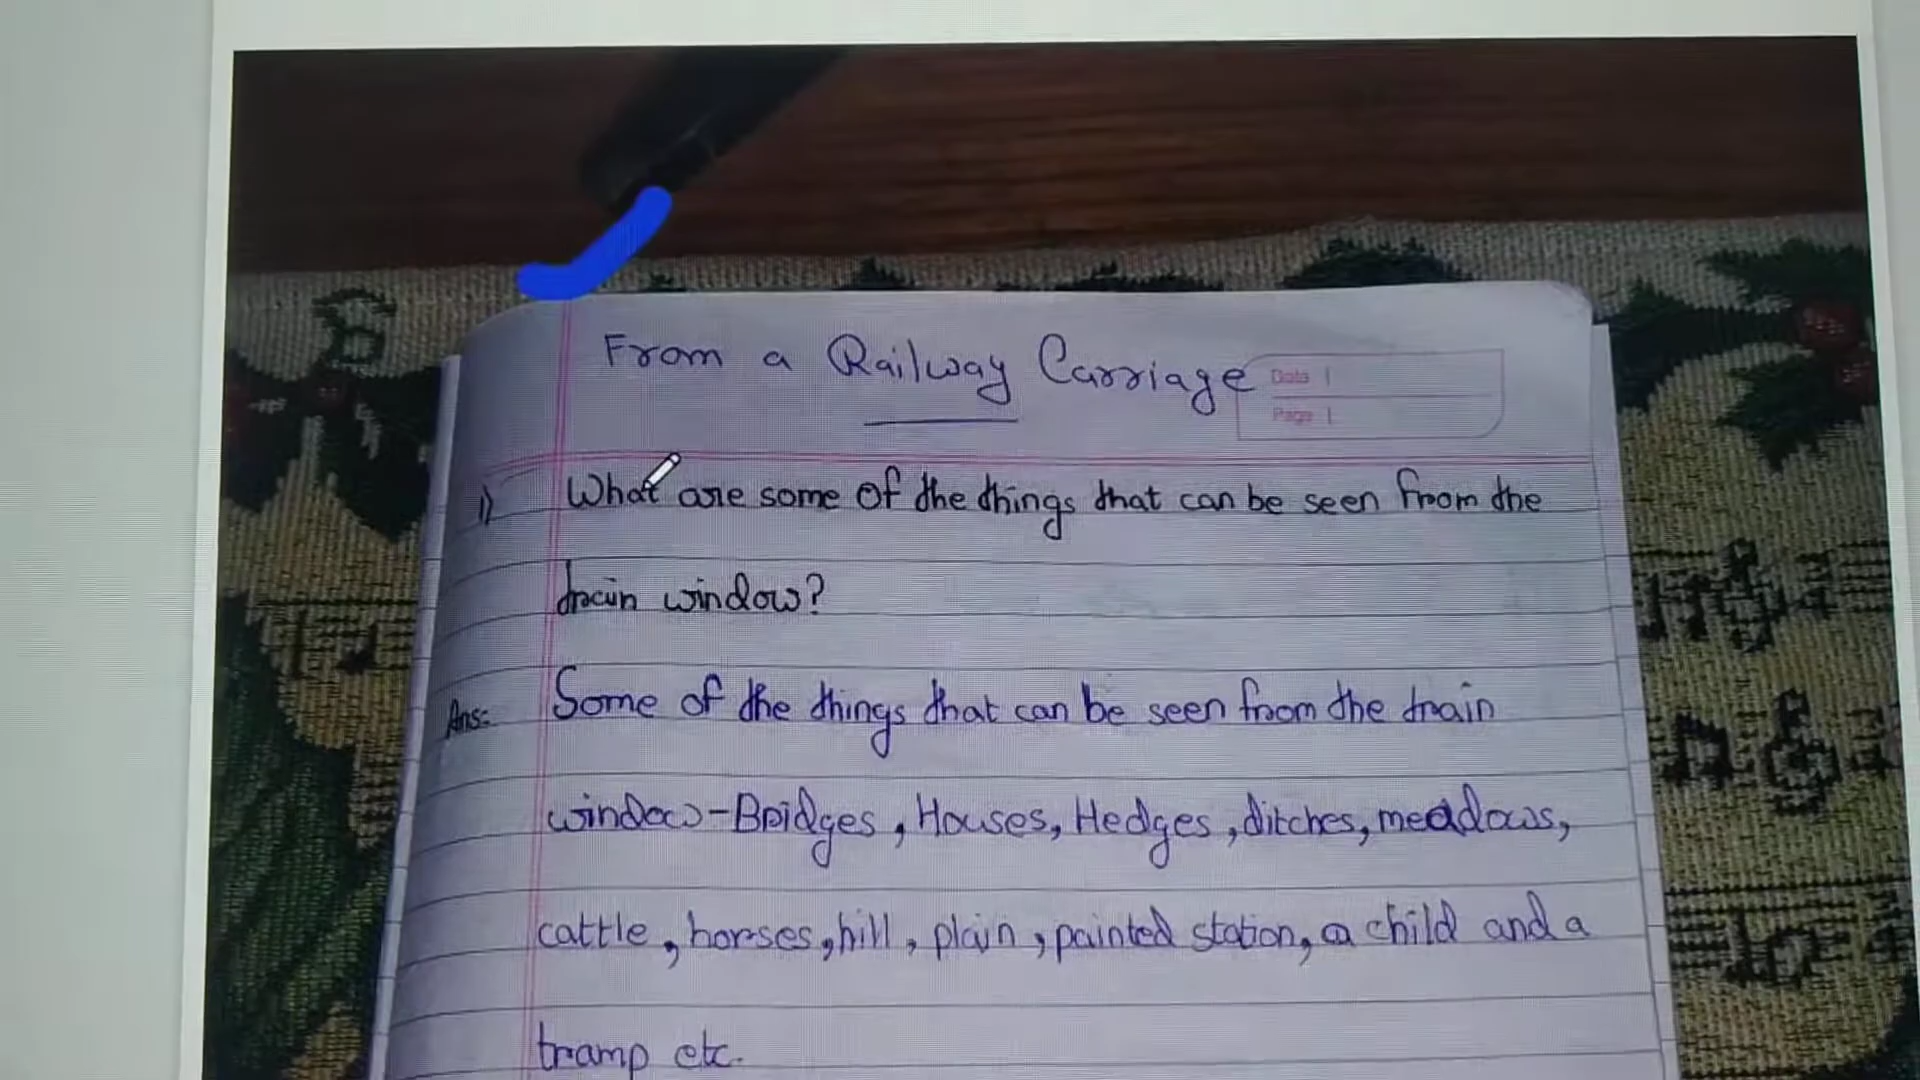 From a Railway Carriage
Date
Page
1) What are some of the things that can be seen from the
train window?
Ans: Some of the things that can be seen from the train
window - Bridges, Houses, Hedges, ditches, meadows,
cattle, horses, hill, plain, painted station, a child and a
tramp etc.